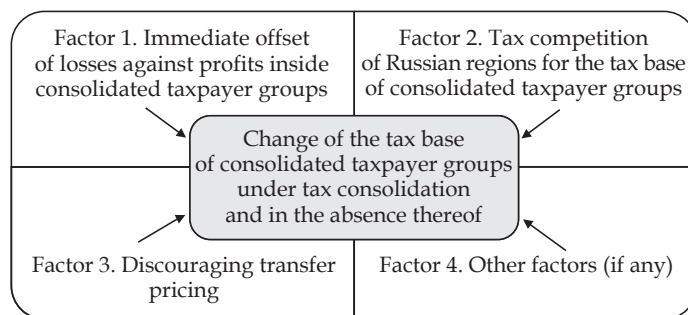 Factor 1. Immediate offset
of losses against profits inside
consolidated taxpayer groups
Factor 2. Tax competition
of Russian regions for the tax base
of consolidated taxpayer groups
Change of the tax base
of consolidated taxpayer groups
under tax consolidation
and in the absence thereof
Factor 3. Discouraging transfer
pricing
Factor 4. Other factors (if any)